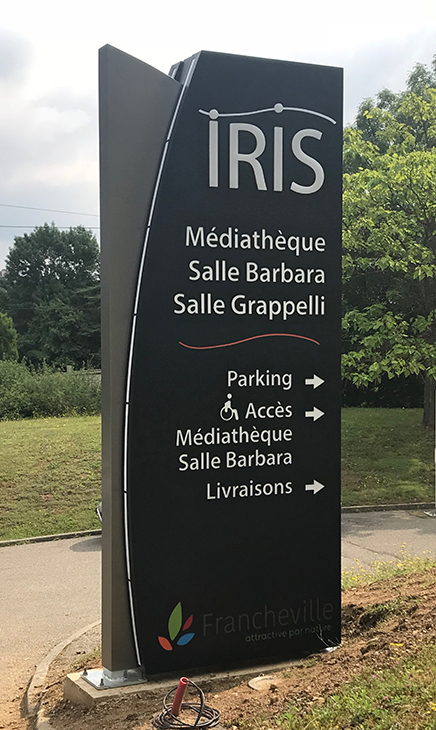 IRIS
Médiathèque
Salle Barbara
Salle Grappelli
Parking
Accès
Médiathèque
Salle Barbara
Livraisons
Francheville
attractive par nature